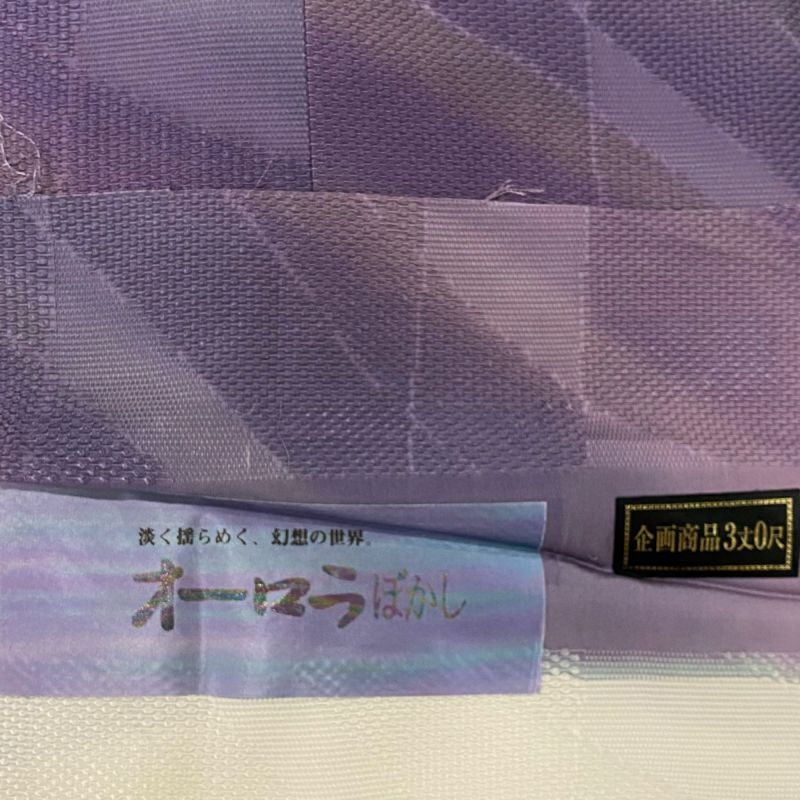 淡く揺らめく、幻想の世界。
オーロラぼかし
企画商品3丈0尺